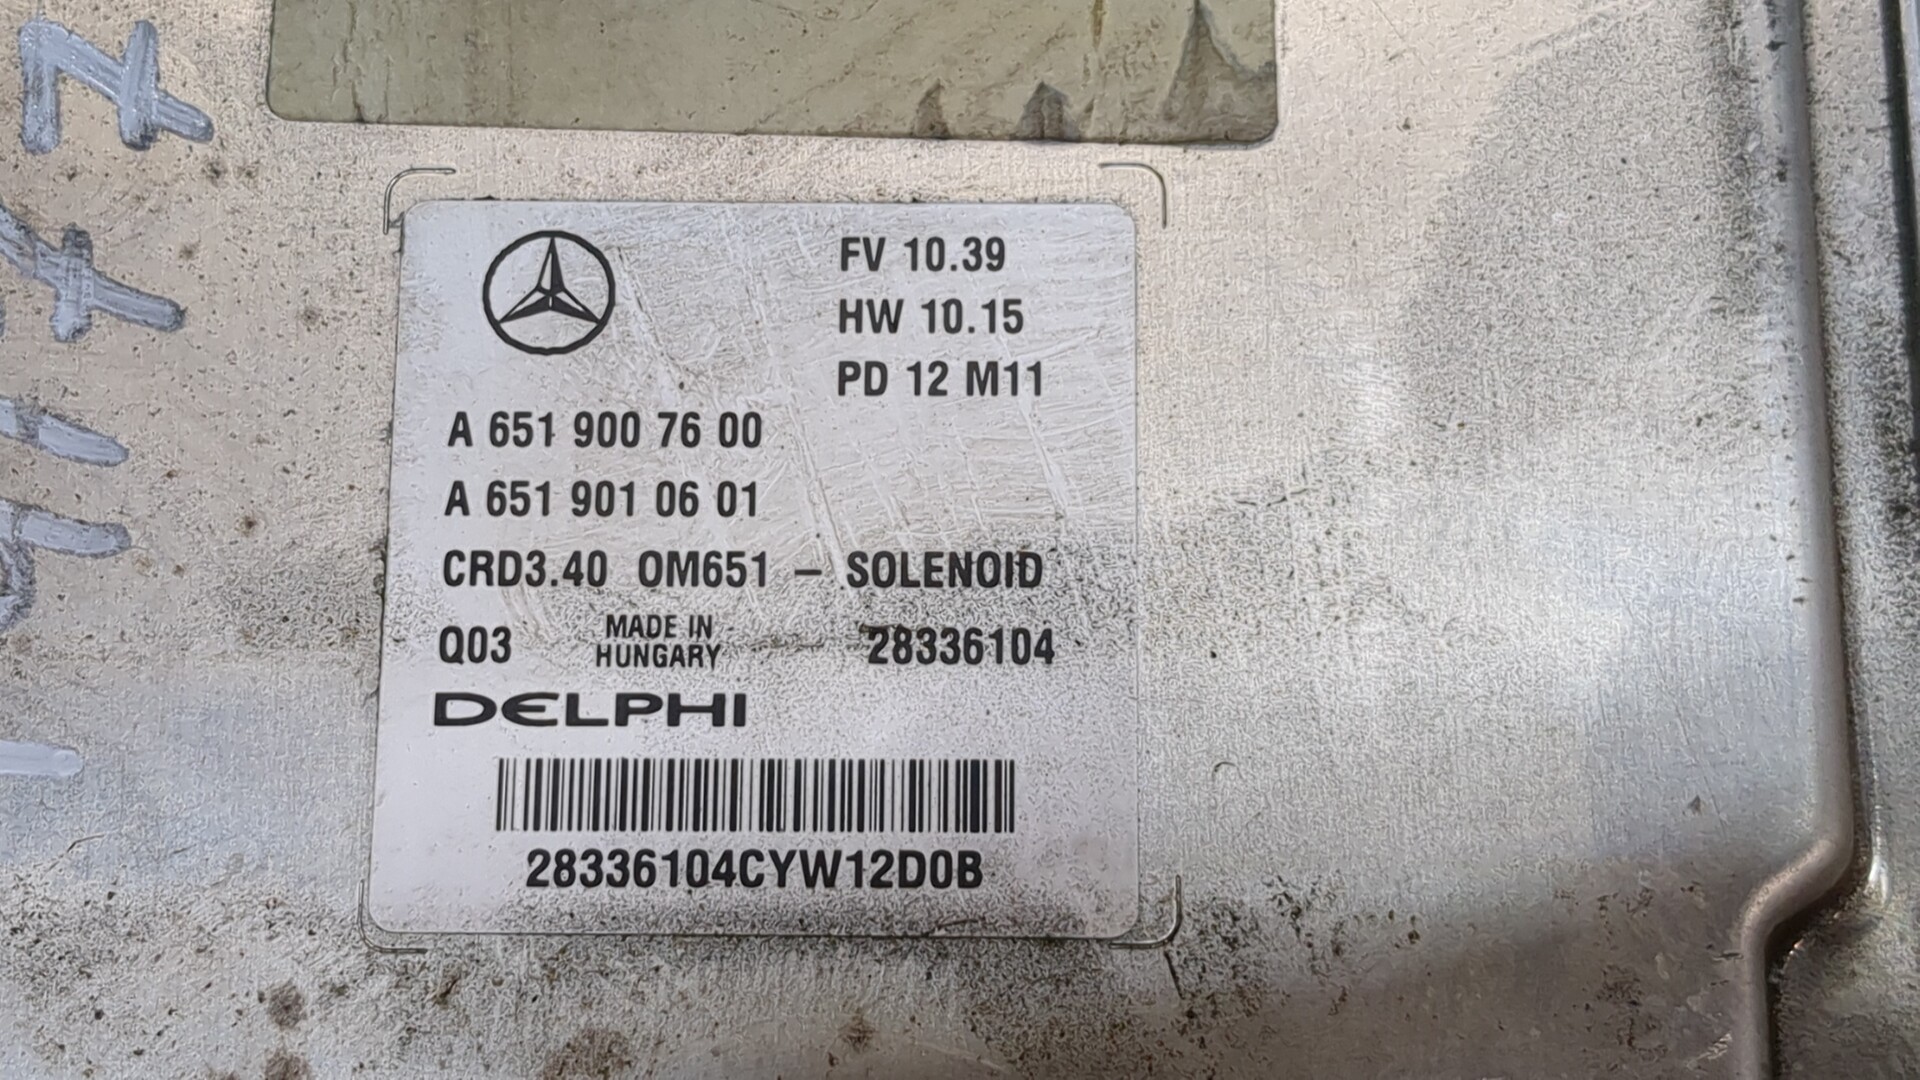 FV 10.39
HW 10.15
PD 12 M11
A 651 900 76 00
A 651 901 06 01
CRD3.40 OM651 – SOLENOID
Q03 MADE IN HUNGARY 28336104
DELPHI
28336104CYW12D0B